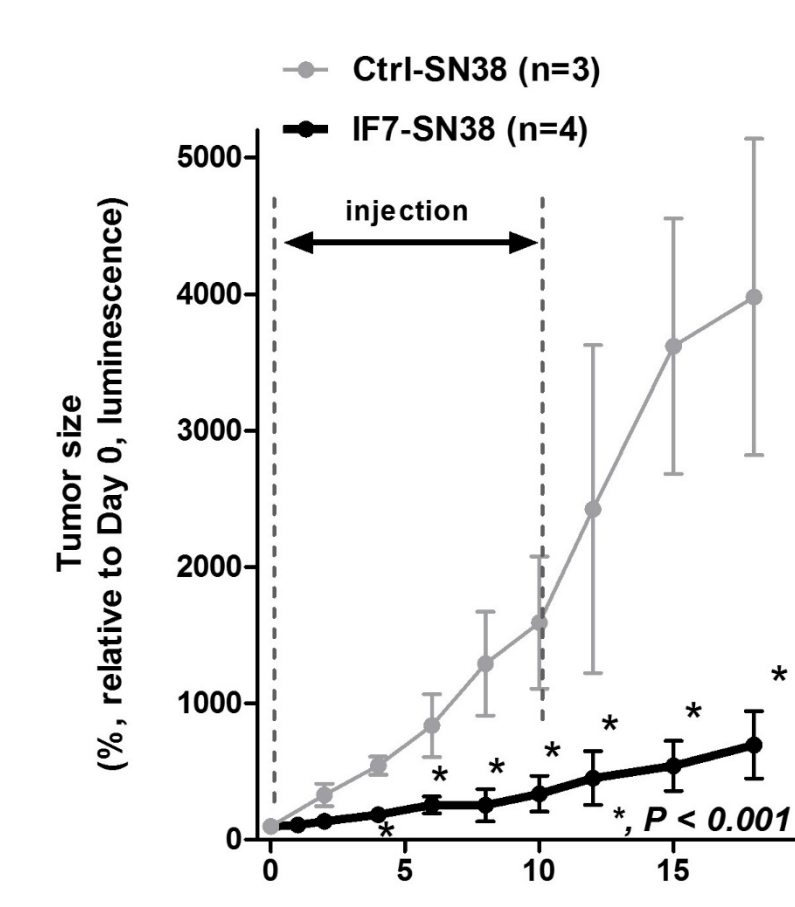 Ctrl-SN38 (n=3)
IF7-SN38 (n=4)
injection
Tumor size
(%, relative to Day 0, luminescence)
5000
4000
3000
2000
1000
0
*
*
*
*
*
*
*
*
*, P < 0.001
0 5 10 15